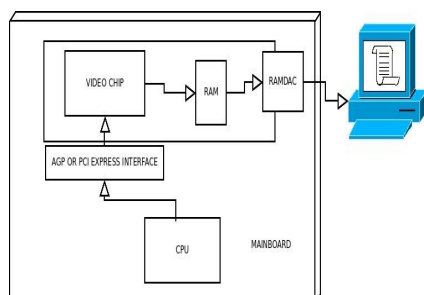 VIDEO CHIP
RAM
RAMDAC
AGP OR PCI EXPRESS INTERFACE
CPU
MAINBOARD